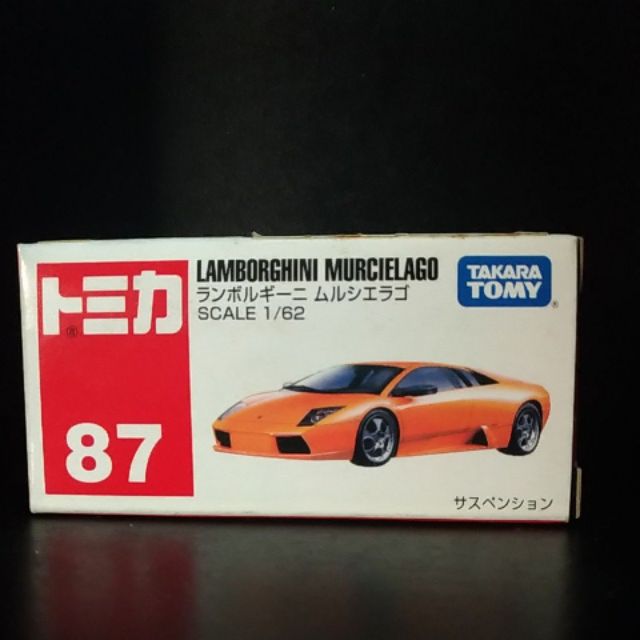 トミカ®
87
LAMBORGHINI MURCIELAGO
ランボルギーニ ムルシエラゴ
SCALE 1/62
TAKARA
TOMY®
サスペンション